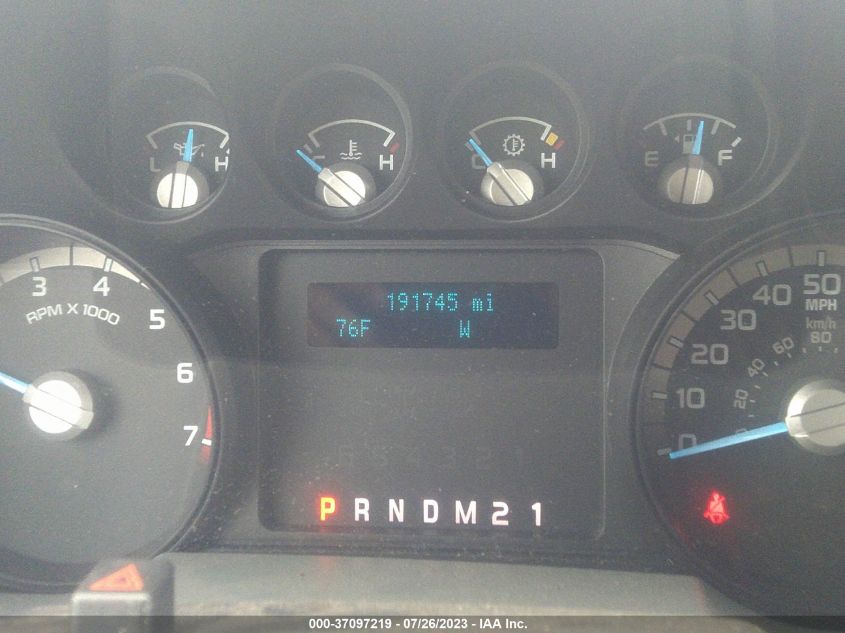 L H
H
C H
E F
3 4 5 6 7
RPM X 1000
191745 mi
76F W
0 10 20 30 40 50
MPH
km/h
20 40 60 80
P R N D M 2 1
000-37097219 - 07/26/2023 - IAA Inc.